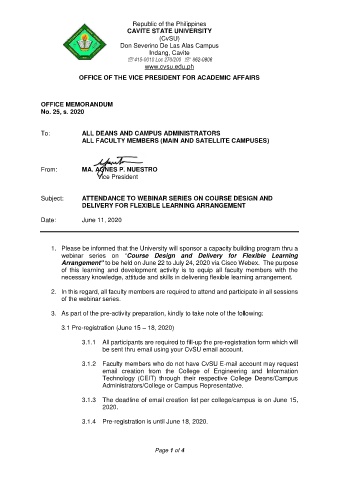 Republic of the Philippines
CAVITE STATE UNIVERSITY
(CvSU)
Don Severino De Las Alas Campus
Indang, Cavite
☏ 415-0013 Loc 270/206 ☏ 862-0806
www.cvsu.edu.ph
OFFICE OF THE VICE PRESIDENT FOR ACADEMIC AFFAIRS
OFFICE MEMORANDUM
No. 25, s. 2020
To: ALL DEANS AND CAMPUS ADMINISTRATORS
ALL FACULTY MEMBERS (MAIN AND SATELLITE CAMPUSES)
From: MA. AGNES P. NUESTRO
Vice President
Subject: ATTENDANCE TO WEBINAR SERIES ON COURSE DESIGN AND
DELIVERY FOR FLEXIBLE LEARNING ARRANGEMENT
Date: June 11, 2020
1. Please be informed that the University will sponsor a capacity building program thru a
webinar series on "Course Design and Delivery for Flexible Learning
Arrangement" to be held on June 22 to July 24, 2020 via Cisco Webex. The purpose
of this learning and development activity is to equip all faculty members with the
necessary knowledge, attitude and skills in delivering flexible learning arrangement.
2. In this regard, all faculty members are required to attend and participate in all sessions
of the webinar series.
3. As part of the pre-activity preparation, kindly to take note of the following:
3.1 Pre-registration (June 15 – 18, 2020)
3.1.1 All participants are required to fill-up the pre-registration form which will
be sent thru email using your CvSU email account.
3.1.2 Faculty members who do not have CvSU E-mail account may request
email creation from the College of Engineering and Information
Technology (CEIT) through their respective College Deans/Campus
Administrators/College or Campus Representative.
3.1.3 The deadline of email creation list per college/campus is on June 15,
2020.
3.1.4 Pre-registration is until June 18, 2020.
Page 1 of 4